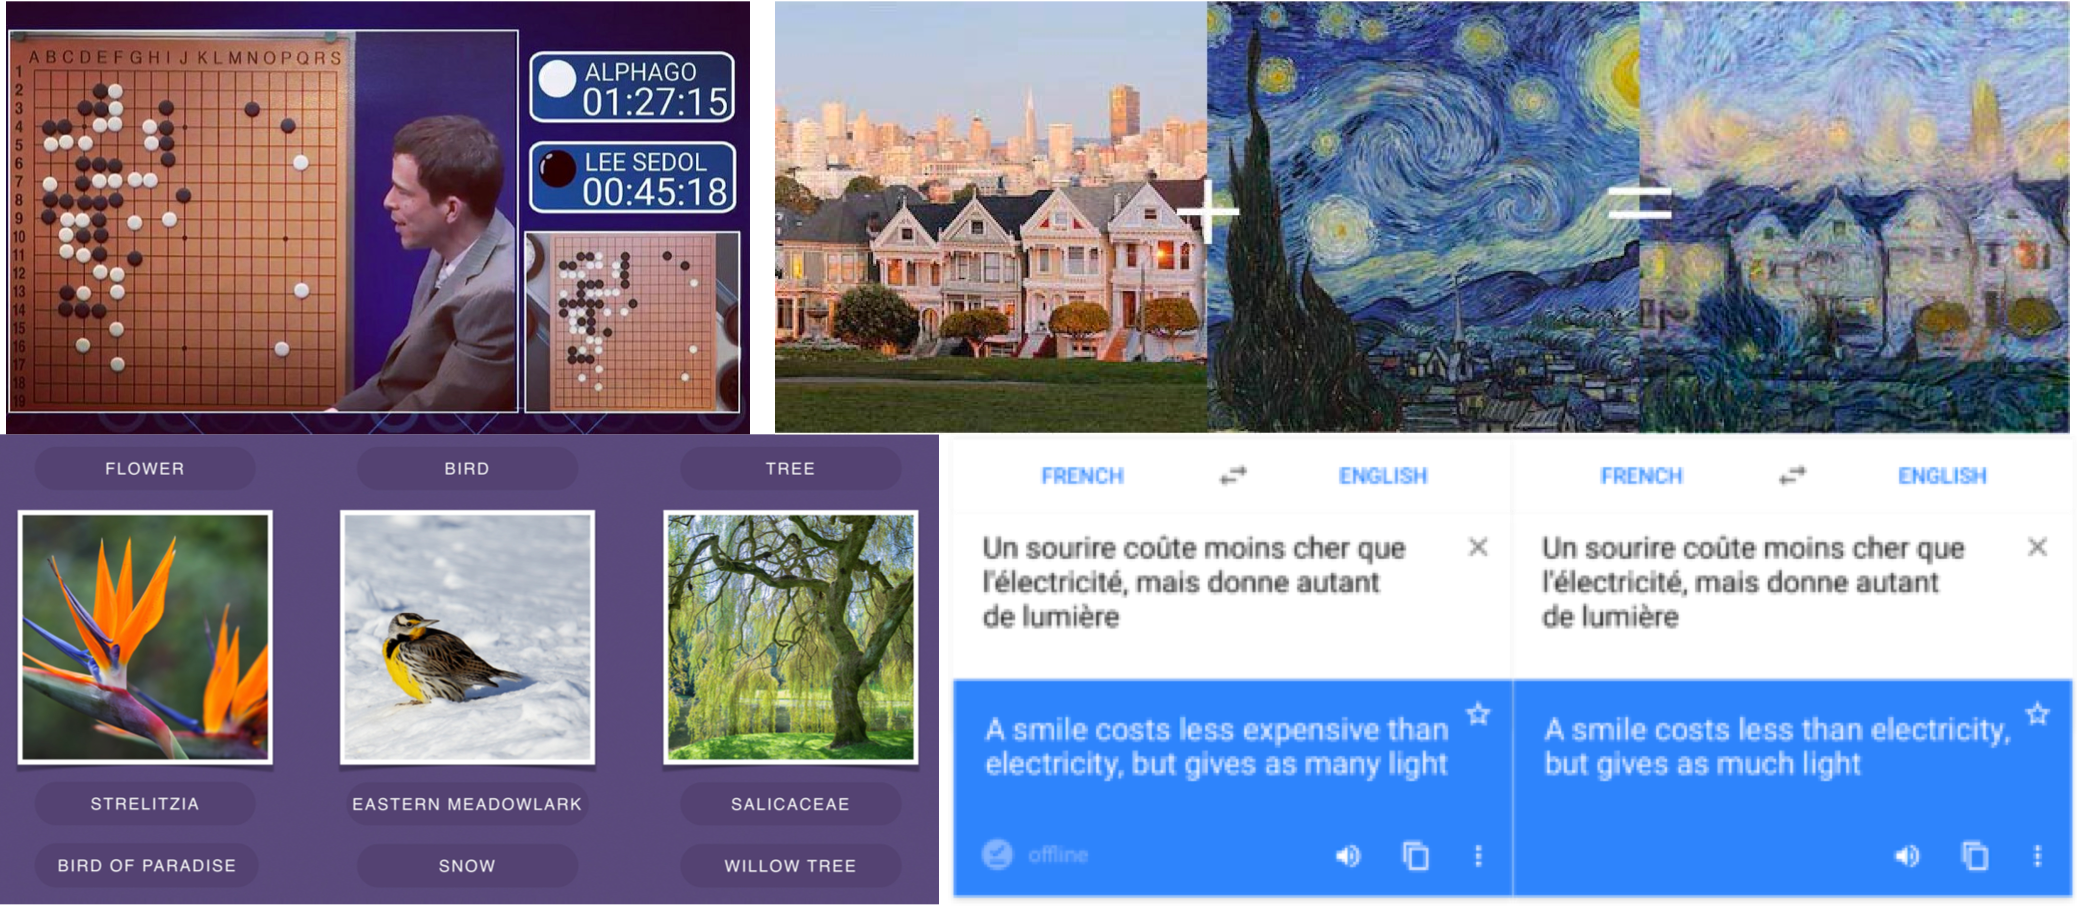 A B C D E F G H I J K L M N O P Q R S
1
2
3
4
5
6
7
8
9
10
11
12
13
14
15
16
17
18
19
ALPHAGO
01:27:15
LEE SEDOL
00:45:18
+
=
FLOWER
BIRD
TREE
STRELITZIA
EASTERN MEADOWLARK
SALICACEAE
BIRD OF PARADISE
SNOW
WILLOW TREE
FRENCH
ENGLISH
Un sourire coûte moins cher que
l'électricité, mais donne autant
de lumière
A smile costs less expensive than
electricity, but gives as many light
offline
FRENCH
ENGLISH
Un sourire coûte moins cher que
l'électricité, mais donne autant
de lumière
A smile costs less than electricity,
but gives as much light